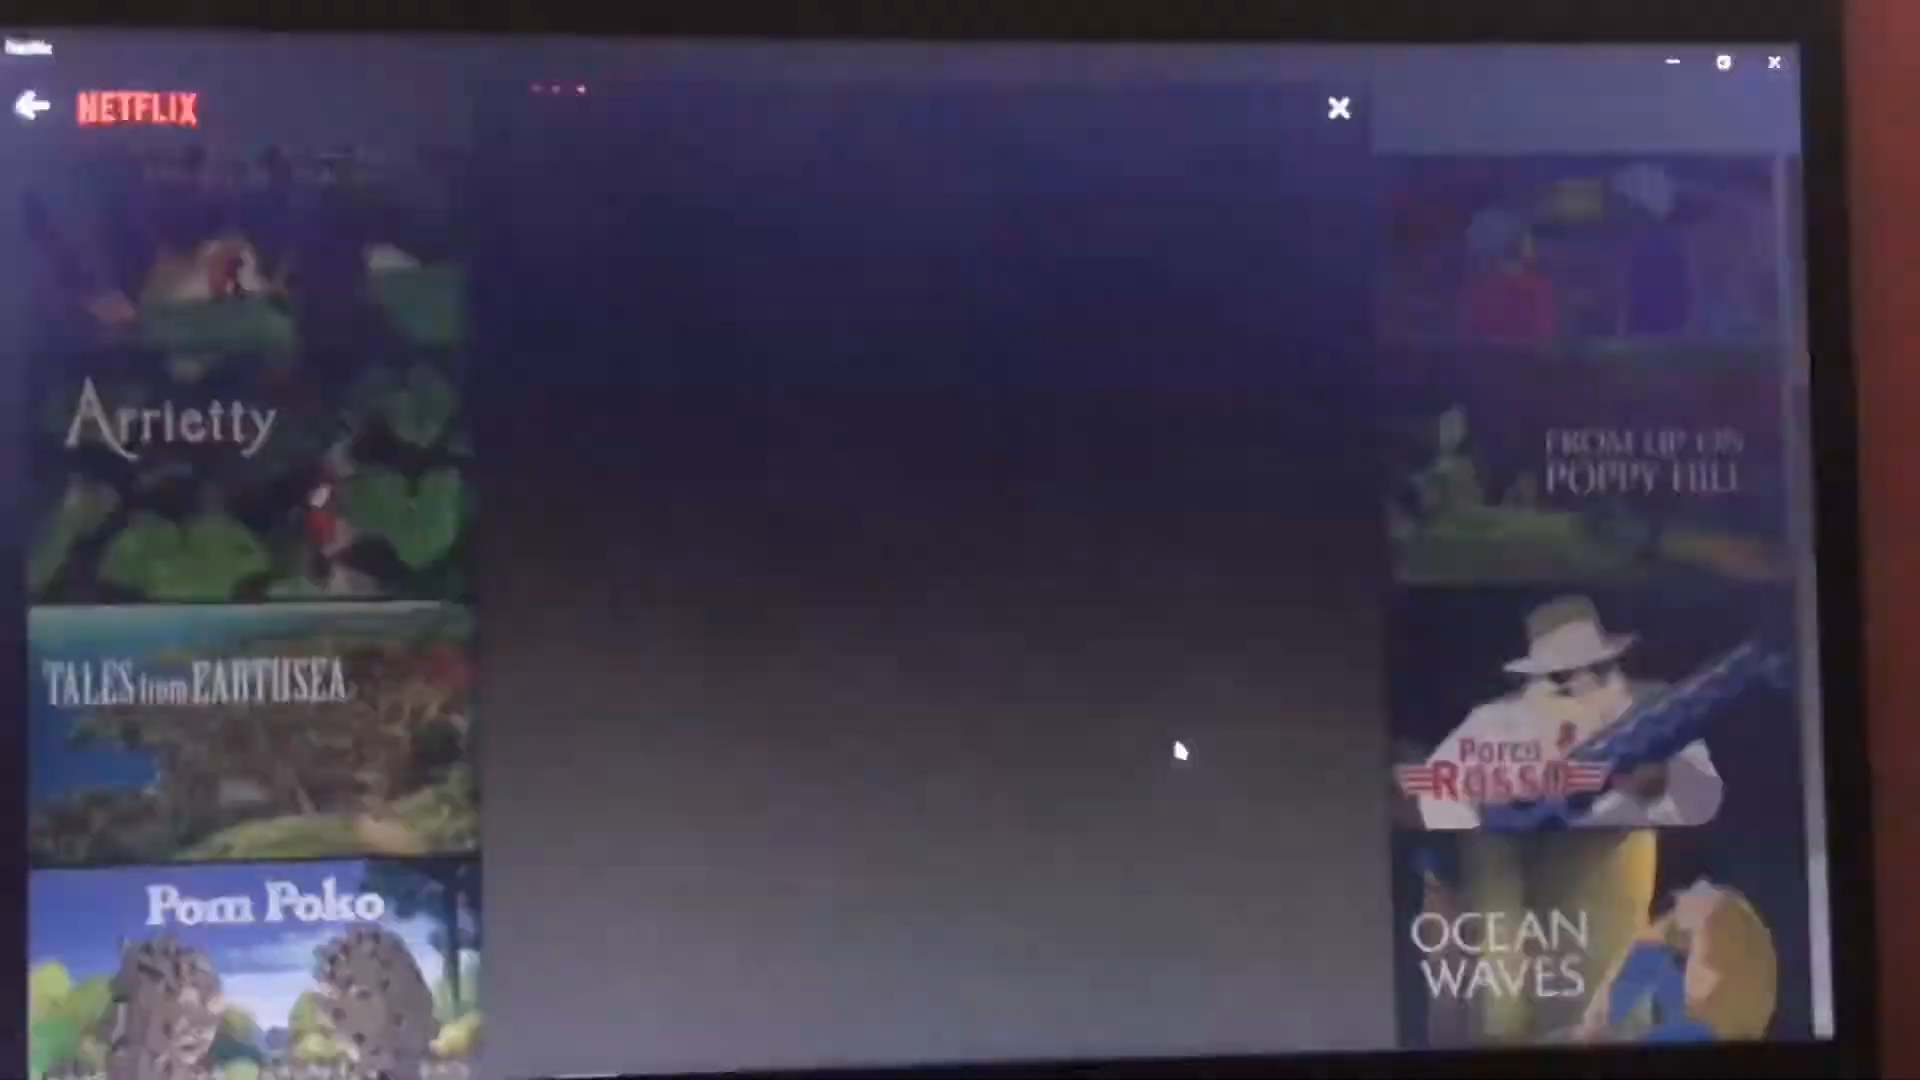 NETFLIX
Arrietty
FROM UP ON
POPPY HILL
TALES from EARTHSEA
Porco
Rosso
Pom Poko
OCEAN
WAVES